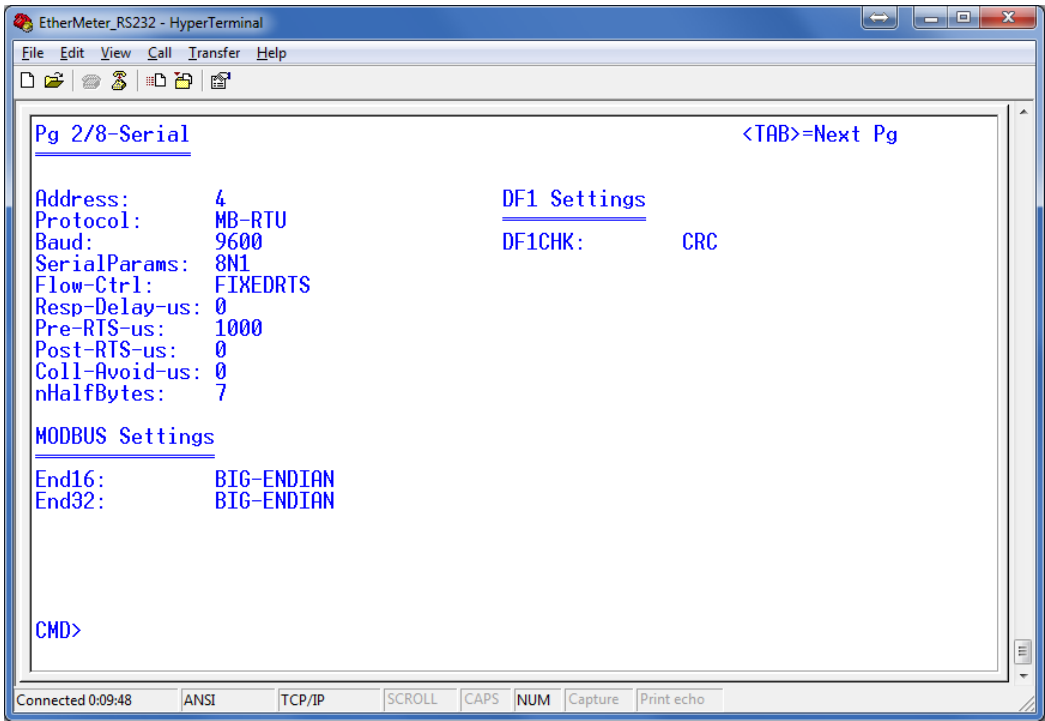 EtherMeter_RS232 - HyperTerminal
File Edit View Call Transfer Help
Pg 2/8-Serial <TAB>=Next Pg
Address: 4 DF1 Settings
Protocol: MB-RTU
Baud: 9600 DF1CHK: CRC
SerialParams: 8N1
Flow-Ctrl: FIXEDRTS
Resp-Delay-us: 0
Pre-RTS-us: 1000
Post-RTS-us: 0
Coll-Avoid-us: 0
nHalfBytes: 7
MODBUS Settings
End16: BIG-ENDIAN
End32: BIG-ENDIAN
CMD>
Connected 0:09:48 ANSI TCP/IP SCROLL CAPS NUM Capture Print echo